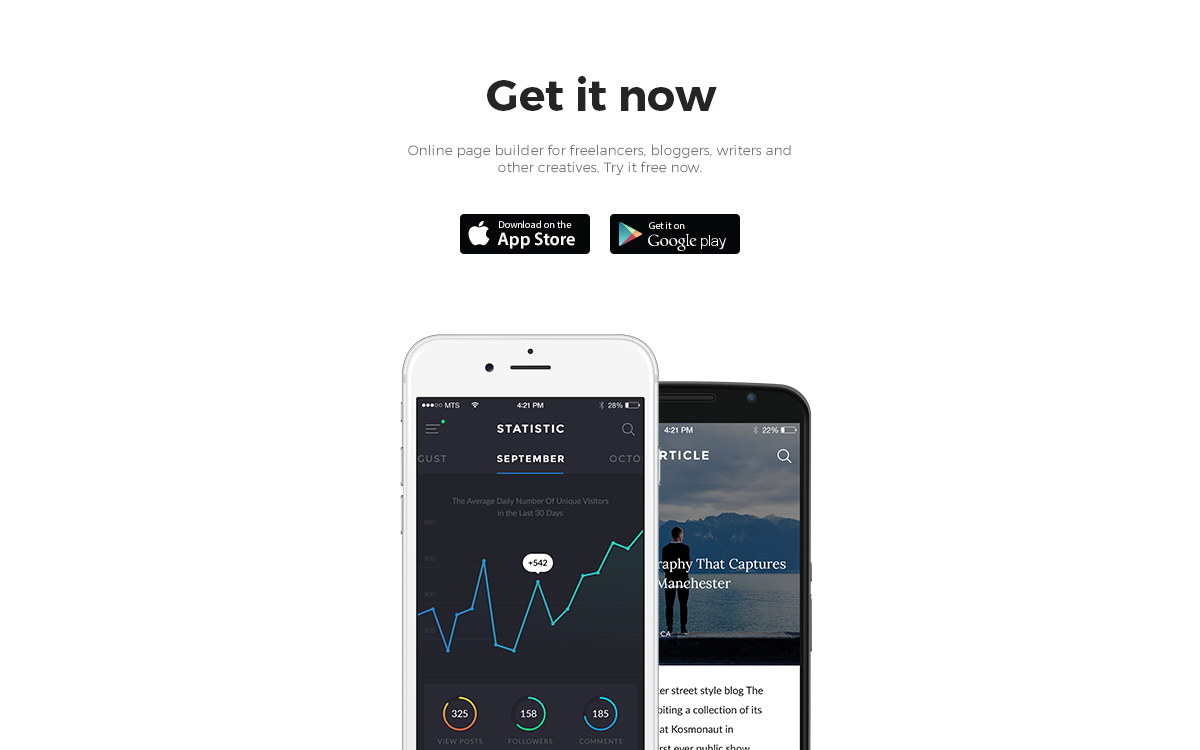 Get it now
Online page builder for freelancers, bloggers, writers and
other creatives. Try it free now.
Download on the
App Store
Get it on
Google play
MTS
4:21 PM
28%
STATISTIC
GUST
SEPTEMBER
OCTO
The Average Daily Number Of Unique Visitors
in the Last 30 Days
800
600
400
200
+542
325
158
185
VIEW POSTS
FOLLOWERS
COMMENTS
4:21 PM
22%
RTICLE
raphy That Captures
Manchester
CA
ter street style blog The
biting a collection of its
at Kosmonaut in
rst ever public show